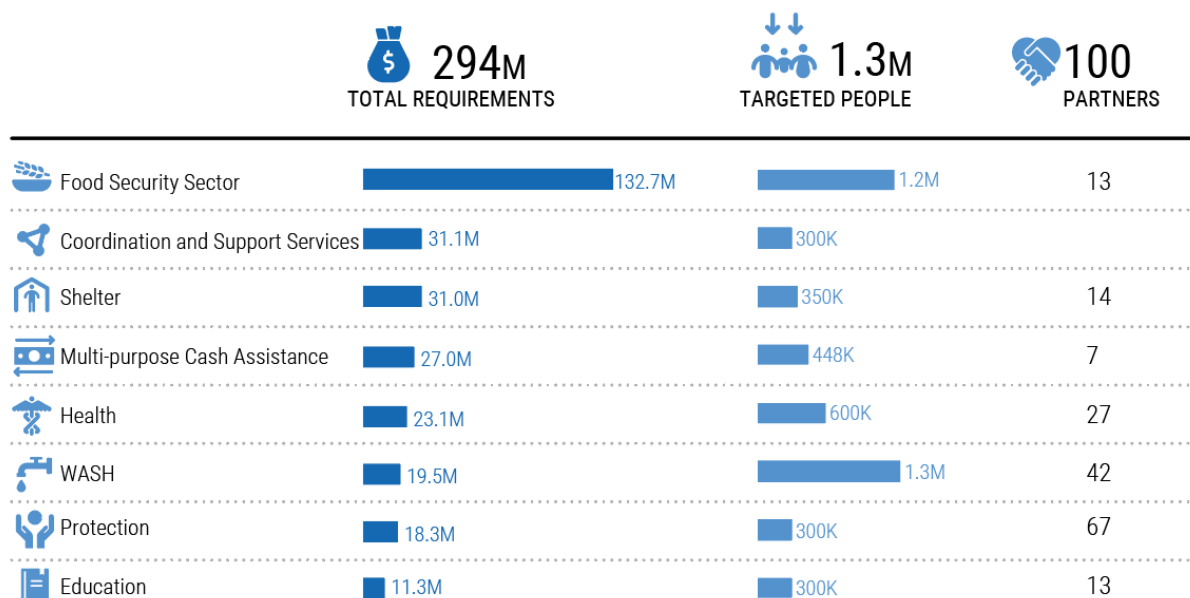 $ 294M 1.3M 100
TOTAL REQUIREMENTS TARGETED PEOPLE PARTNERS
Food Security Sector 132.7M 1.2M 13
Coordination and Support Services 31.1M 300K
Shelter 31.0M 350K 14
Multi-purpose Cash Assistance 27.0M 448K 7
Health 23.1M 600K 27
WASH 19.5M 1.3M 42
Protection 18.3M 300K 67
Education 11.3M 300K 13